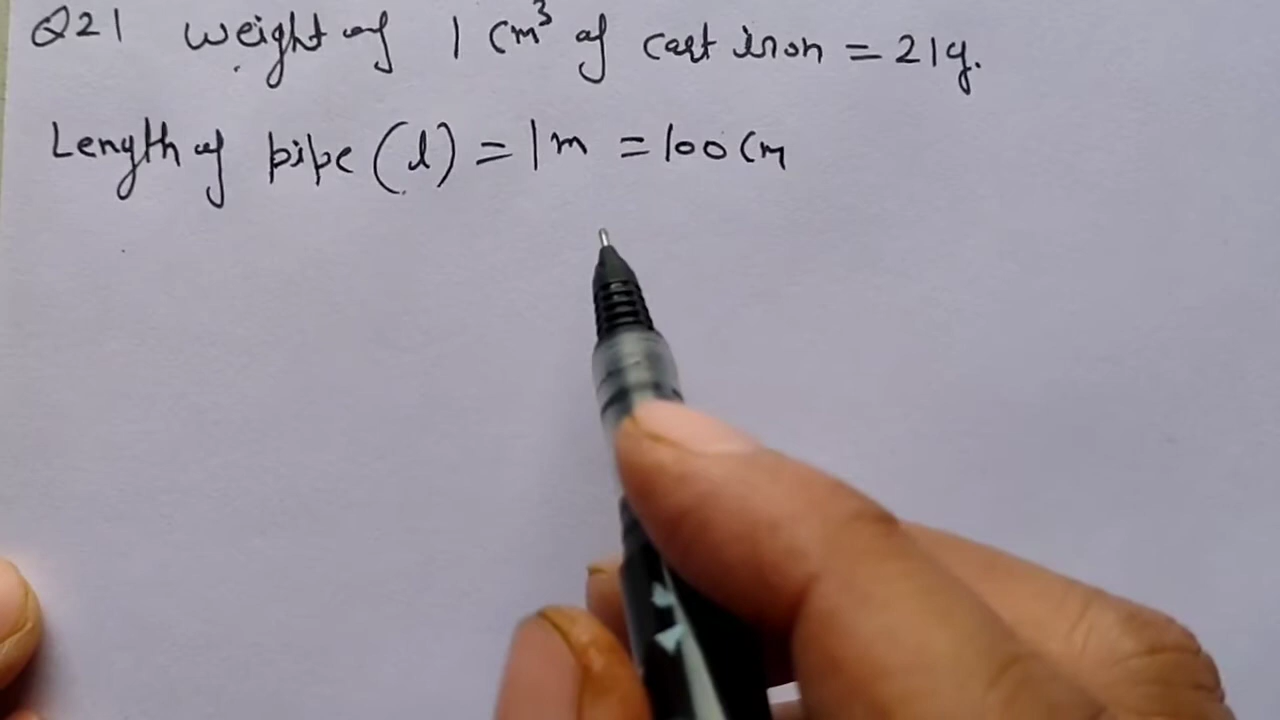 Q21 weight of 1 cm³ of cast iron = 21g.
Length of pipe (l) = 1m = 100 cm